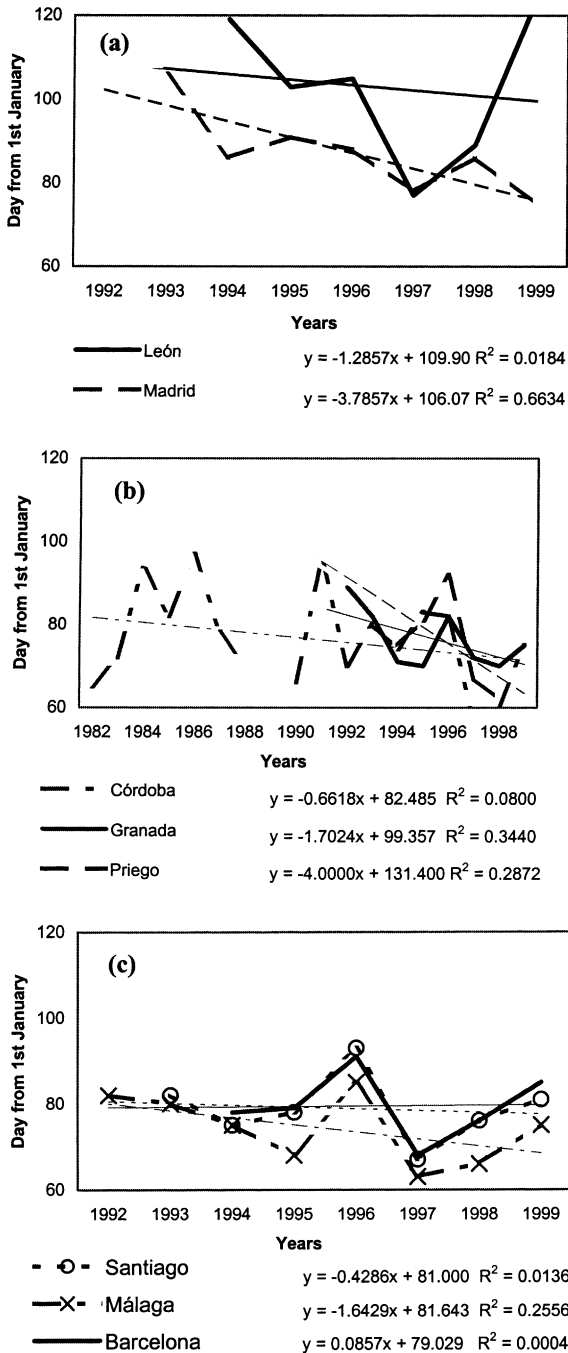 (a)
Day from 1st January
120
100
80
60
1992 1993 1994 1995 1996 1997 1998 1999
Years
León y = -1.2857x + 109.90 R² = 0.0184
Madrid y = -3.7857x + 106.07 R² = 0.6634
(b)
Day from 1st January
120
100
80
60
1982 1984 1986 1988 1990 1992 1994 1996 1998
Years
Córdoba y = -0.6618x + 82.485 R² = 0.0800
Granada y = -1.7024x + 99.357 R² = 0.3440
Priego y = -4.0000x + 131.400 R² = 0.2872
(c)
Day from 1st January
120
100
80
60
1992 1993 1994 1995 1996 1997 1998 1999
Years
Santiago y = -0.4286x + 81.000 R² = 0.0136
Málaga y = -1.6429x + 81.643 R² = 0.2556
Barcelona y = 0.0857x + 79.029 R² = 0.0004